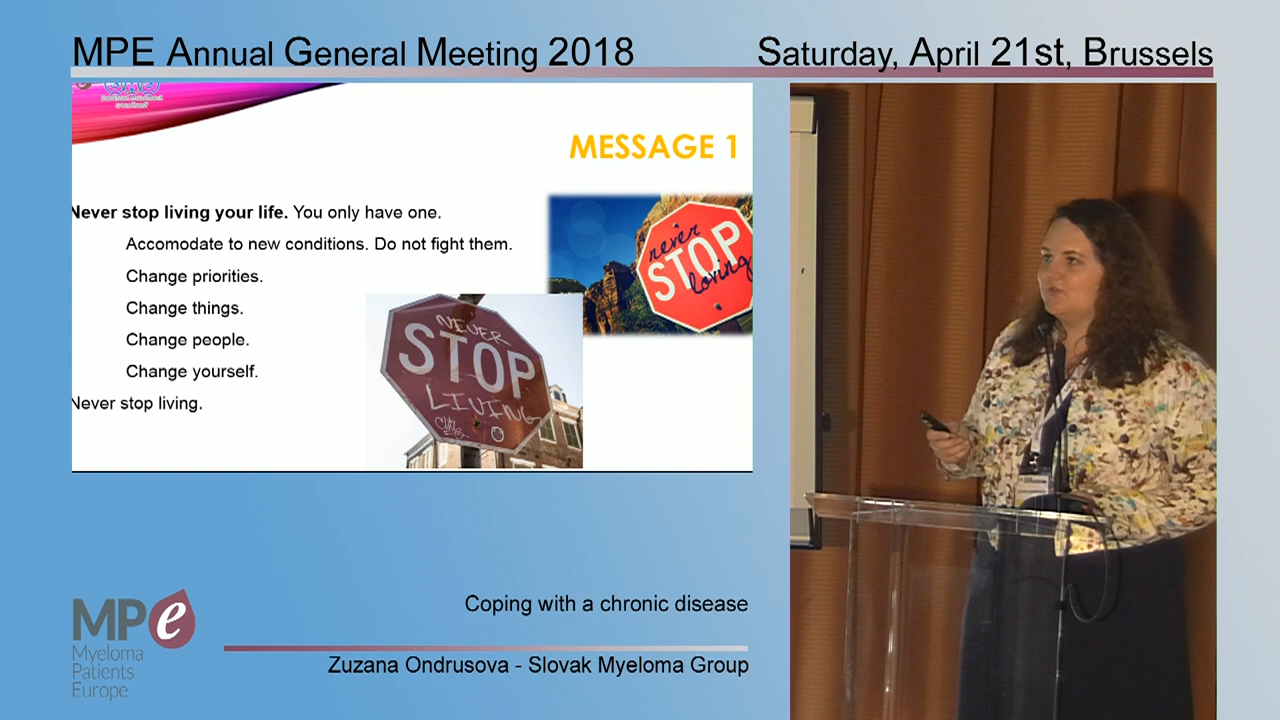 MPE Annual General Meeting 2018
Saturday, April 21st, Brussels
MESSAGE 1
Never stop living your life. You only have one.
Accomodate to new conditions. Do not fight them.
Change priorities.
Change things.
Change people.
Change yourself.
Never stop living.
never
STOP
loving
NEVER
STOP
LIVING
Coping with a chronic disease
Zuzana Ondrusova - Slovak Myeloma Group
MPe
Myeloma
Patients
Europe